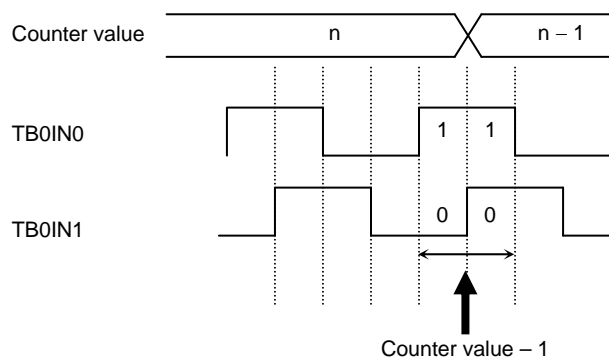 Counter value n n – 1
TB0IN0 1 1
TB0IN1 0 0
Counter value – 1